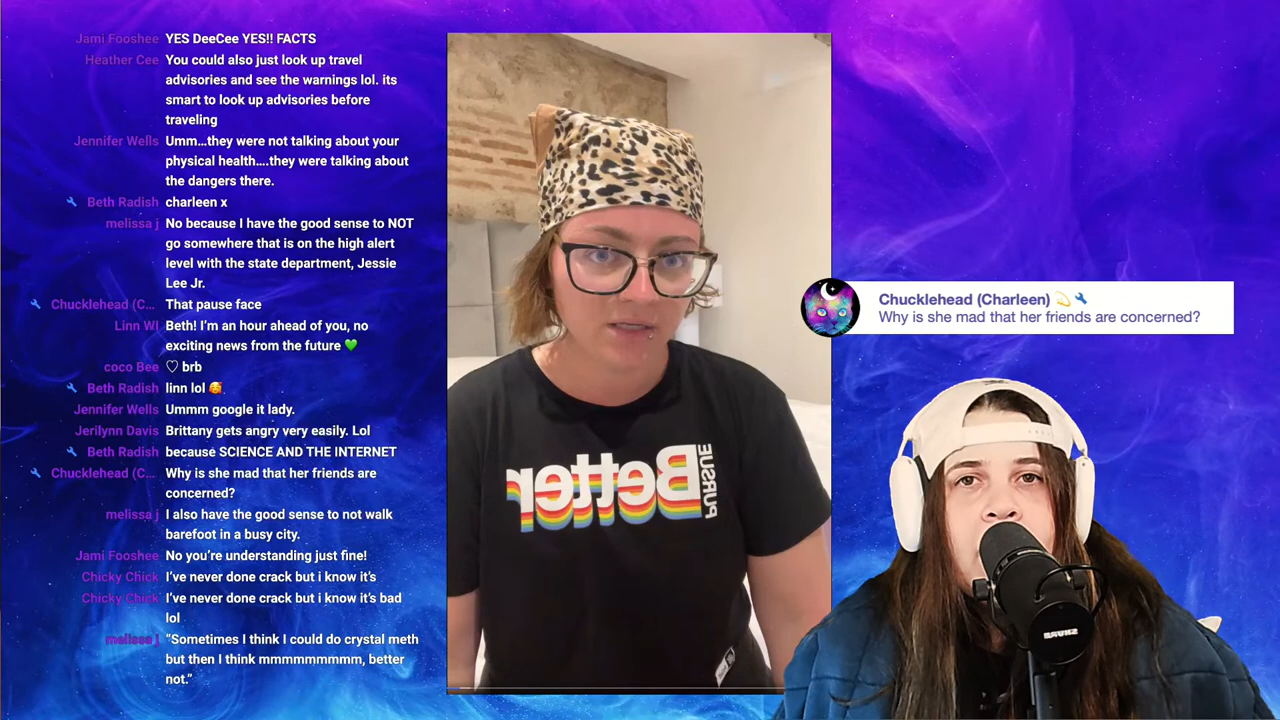 Jami Fooshee YES DeeCee YES!! FACTS
Heather Cee You could also just look up travel
advisories and see the warnings lol. its
smart to look up advisories before
traveling
Jennifer Wells Umm...they were not talking about your
physical health....they were talking about
the dangers there.
Beth Radish charleen x
melissa j No because I have the good sense to NOT
go somewhere that is on the high alert
level with the state department, Jessie
Lee Jr.
Chucklehead (C... That pause face
Linn WI Beth! I'm an hour ahead of you, no
exciting news from the future 💚
coco Bee ♡ brb
Beth Radish linn lol 🥰
Jennifer Wells Ummm google it lady.
Jerilynn Davis Brittany gets angry very easily. Lol
Beth Radish because SCIENCE AND THE INTERNET
Chucklehead (C... Why is she mad that her friends are
concerned?
melissa j I also have the good sense to not walk
barefoot in a busy city.
Jami Fooshee No you're understanding just fine!
Chicky Chick I've never done crack but i know it's
Chicky Chick I've never done crack but i know it's bad
lol
melissa j "Sometimes I think I could do crystal meth
but then I think mmmmmmmmm, better
not."
Better
PURSUE
Chucklehead (Charleen) 💫
Why is she mad that her friends are concerned?
SHURE